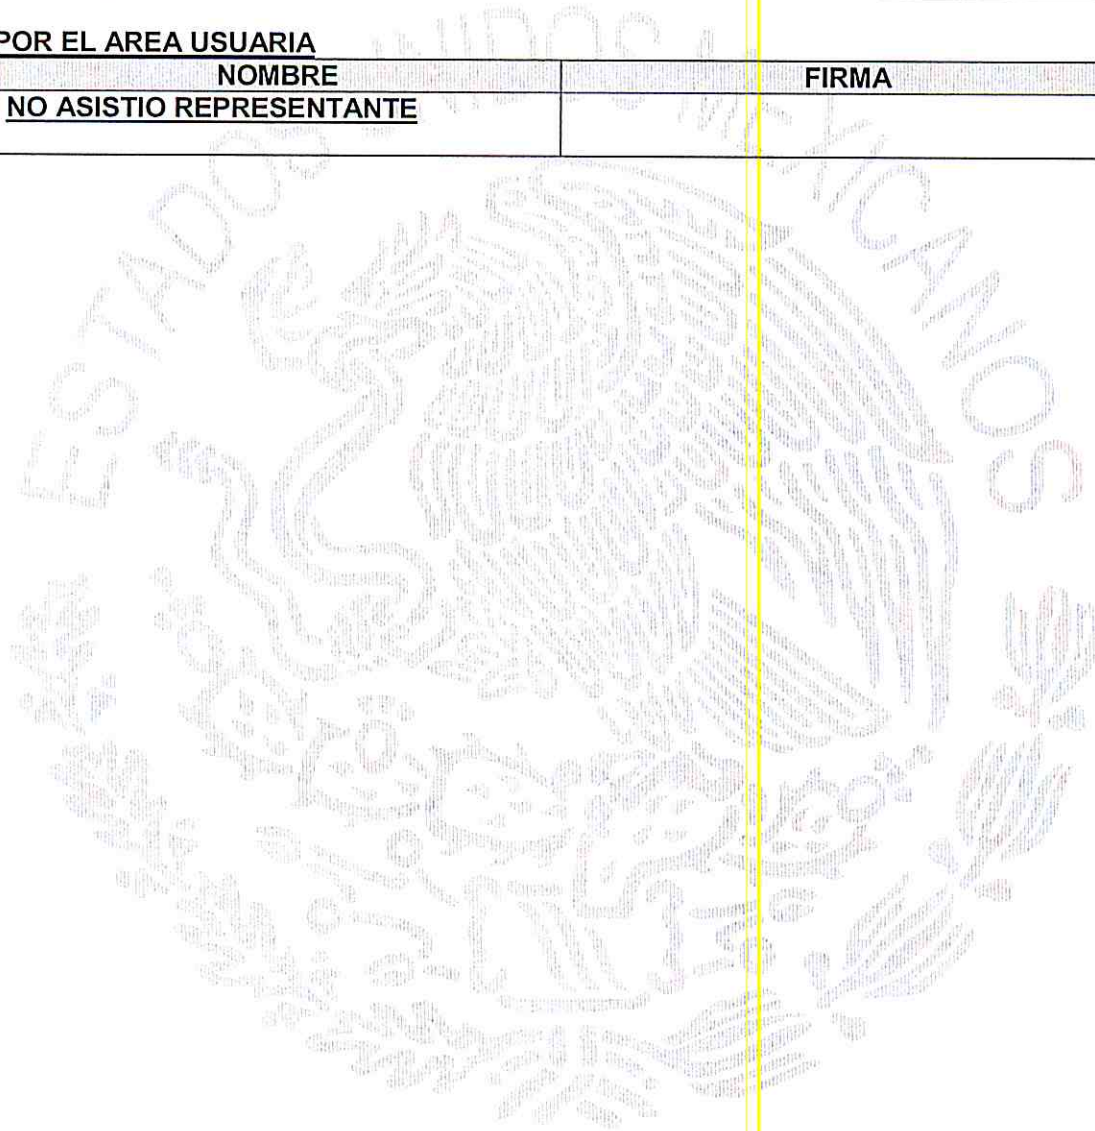 POR EL AREA USUARIA
NOMBRE FIRMA
NO ASISTIO REPRESENTANTE
ESTADOS UNIDOS MEXICANOS